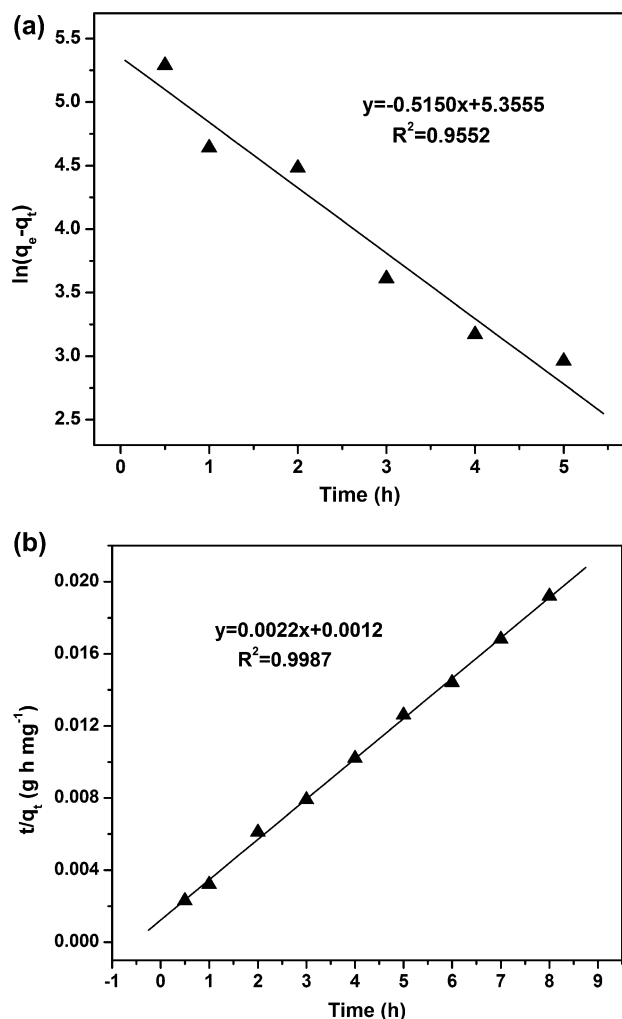 (a)
5.5
5.0
4.5
4.0
3.5
3.0
2.5
ln(qₑ-qₜ)
y=-0.5150x+5.3555
R²=0.9552
0 1 2 3 4 5
Time (h)
(b)
0.020
0.016
0.012
0.008
0.004
0.000
t/qₜ (g h mg⁻¹)
y=0.0022x+0.0012
R²=0.9987
-1 0 1 2 3 4 5 6 7 8 9
Time (h)